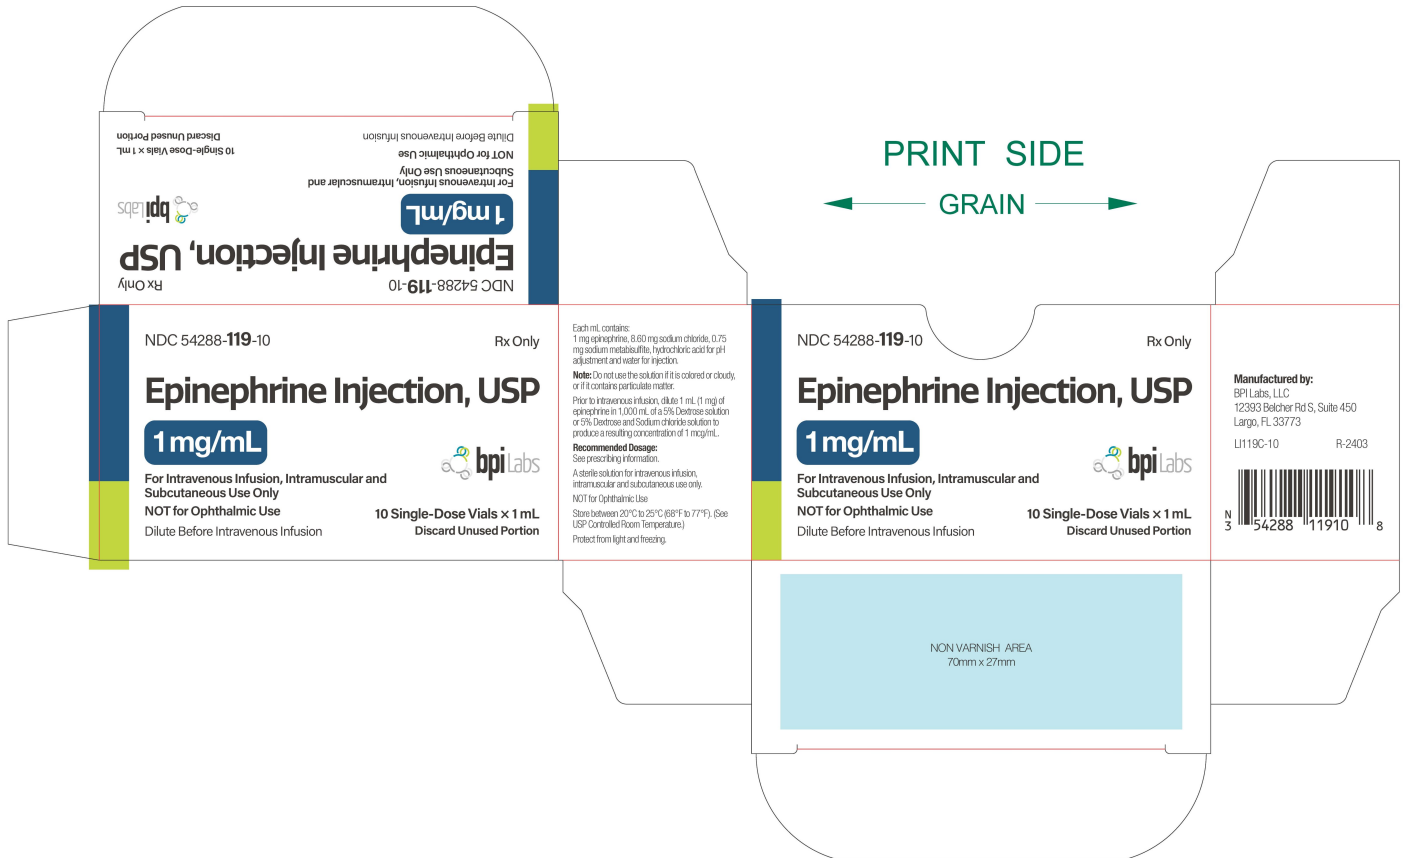 PRINT SIDE
GRAIN
NDC 54288-119-10
Rx Only
Epinephrine Injection, USP
1 mg/mL
bpi Labs
For Intravenous Infusion, Intramuscular and
Subcutaneous Use Only
NOT for Ophthalmic Use
Dilute Before Intravenous Infusion
10 Single-Dose Vials × 1 mL
Discard Unused Portion
NDC 54288-119-10
Rx Only
Epinephrine Injection, USP
1 mg/mL
bpi Labs
For Intravenous Infusion, Intramuscular and
Subcutaneous Use Only
NOT for Ophthalmic Use
Dilute Before Intravenous Infusion
10 Single-Dose Vials × 1 mL
Discard Unused Portion
Each mL contains:
1 mg epinephrine, 8.60 mg sodium chloride, 0.75
mg sodium metabisulfite, hydrochloric acid for pH
adjustment and water for injection.
Note: Do not use the solution if it is colored or cloudy,
or if it contains particulate matter.
Prior to intravenous infusion, dilute 1 mL (1 mg) of
epinephrine in 1,000 mL of a 5% Dextrose solution
or 5% Dextrose and Sodium chloride solution to
produce a resulting concentration of 1 mcg/mL.
Recommended Dosage:
See prescribing information.
A sterile solution for intravenous infusion,
intramuscular and subcutaneous use only.
NOT for Ophthalmic Use
Store between 20°C to 25°C (68°F to 77°F). (See
USP Controlled Room Temperature.)
Protect from light and freezing.
NDC 54288-119-10
Rx Only
Epinephrine Injection, USP
1 mg/mL
bpi Labs
For Intravenous Infusion, Intramuscular and
Subcutaneous Use Only
NOT for Ophthalmic Use
Dilute Before Intravenous Infusion
10 Single-Dose Vials × 1 mL
Discard Unused Portion
Manufactured by:
BPI Labs, LLC
12393 Belcher Rd S, Suite 450
Largo, FL 33773
LI119C-10 R-2403
N
3 54288 11910 8
NON VARNISH AREA
70mm x 27mm